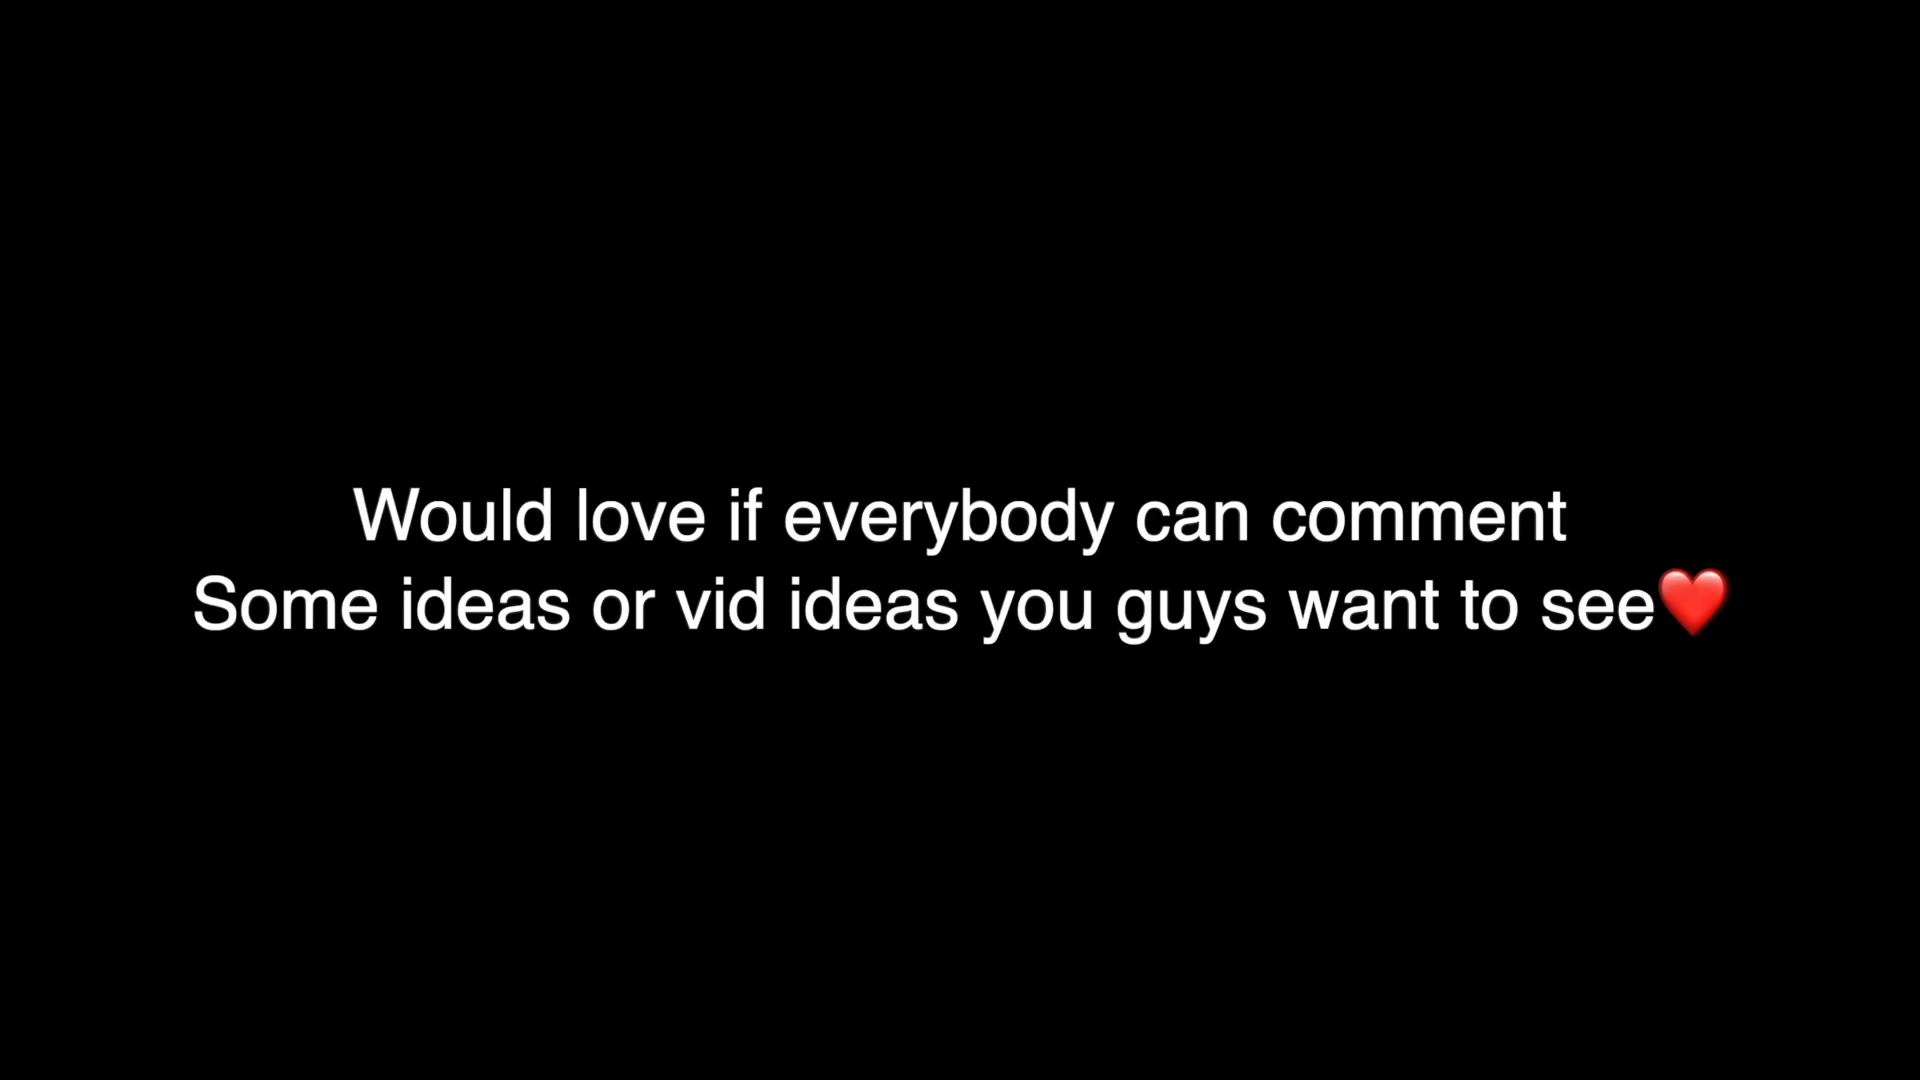 Would love if everybody can comment
Some ideas or vid ideas you guys want to see❤️